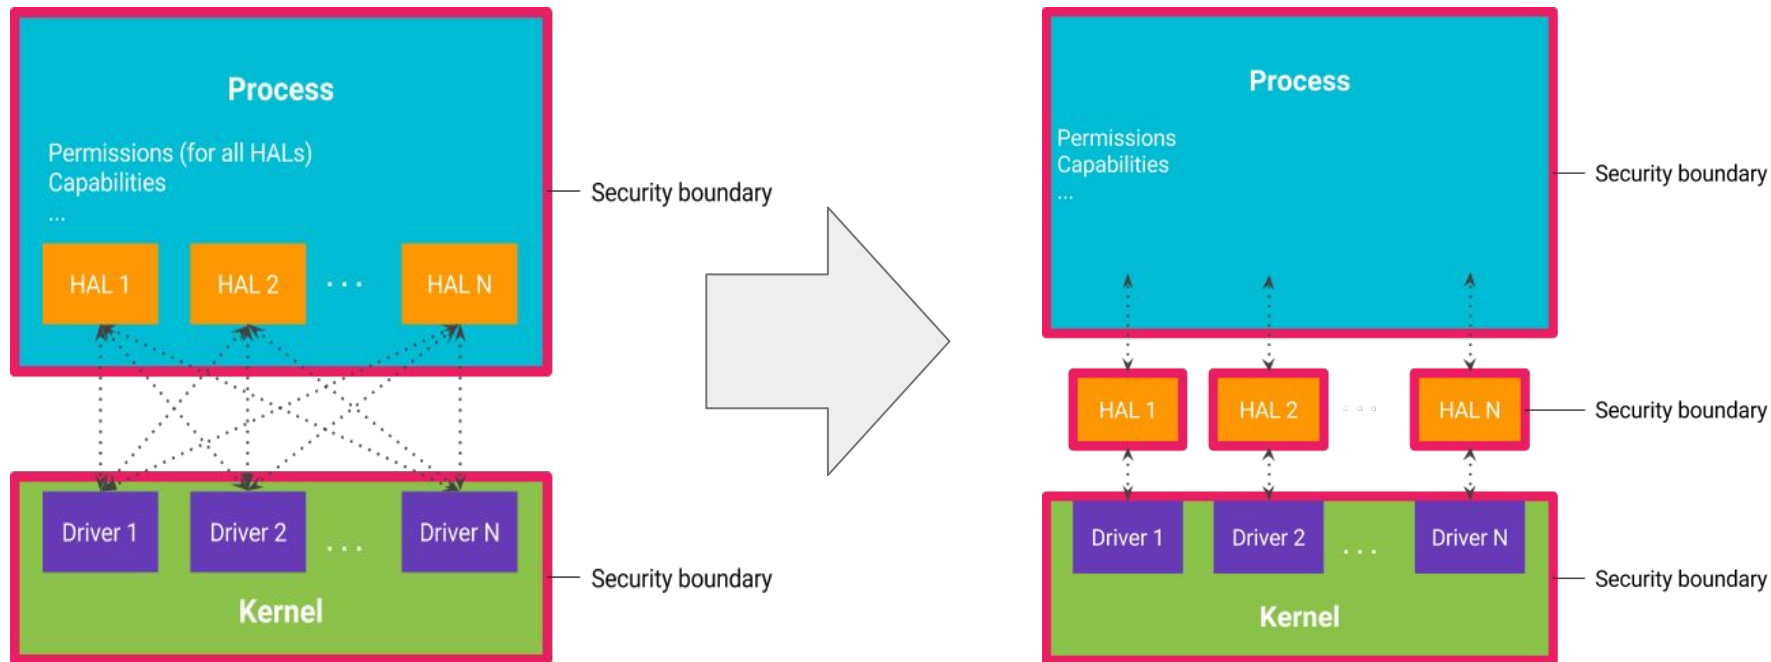 Process
Permissions (for all HALs)
Capabilities
...
HAL 1
HAL 2
...
HAL N
Security boundary
Driver 1
Driver 2
...
Driver N
Kernel
Security boundary
Process
Permissions
Capabilities
...
Security boundary
HAL 1
HAL 2
...
HAL N
Security boundary
Driver 1
Driver 2
...
Driver N
Kernel
Security boundary